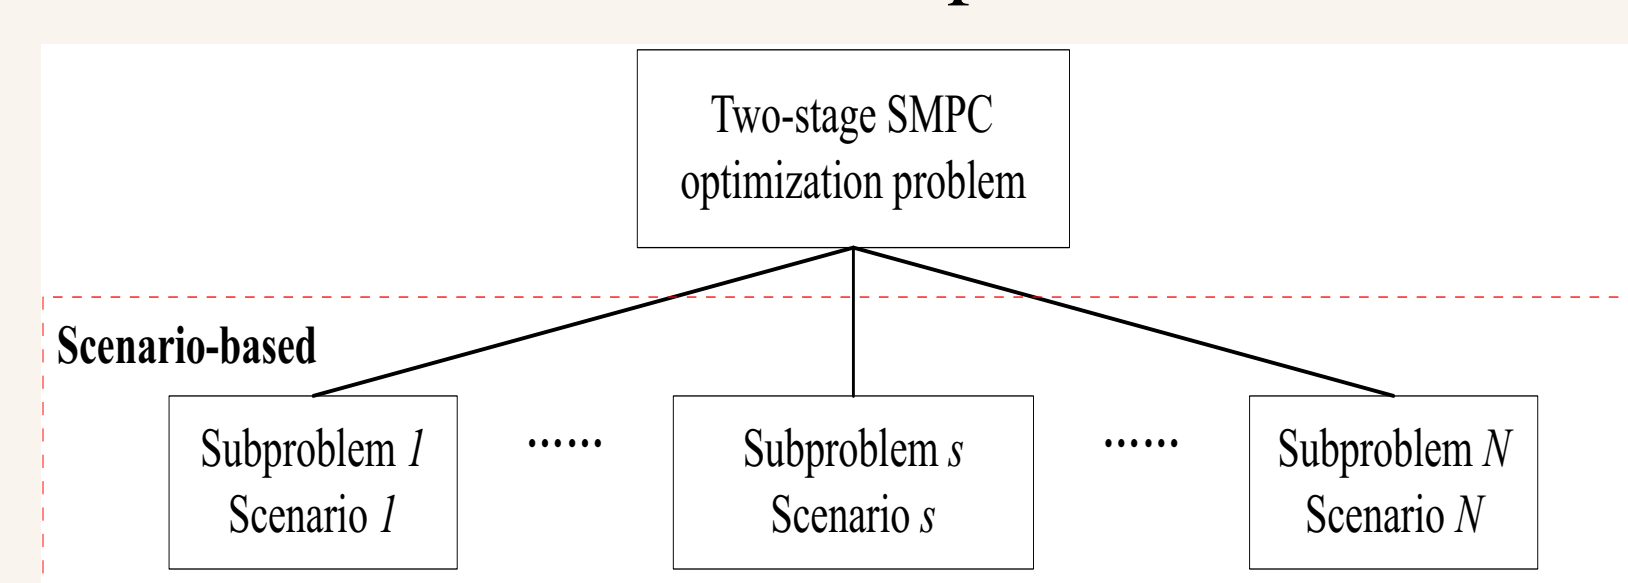 Two-stage SMPC
optimization problem
Scenario-based
Subproblem 1
Scenario 1
......
Subproblem s
Scenario s
......
Subproblem N
Scenario N